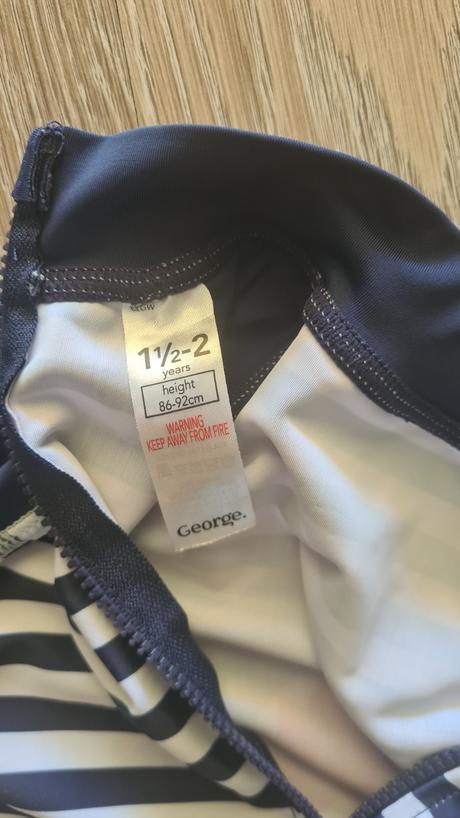 1½-2
years
height
86-92cm
WARNING
KEEP AWAY FROM FIRE
George.